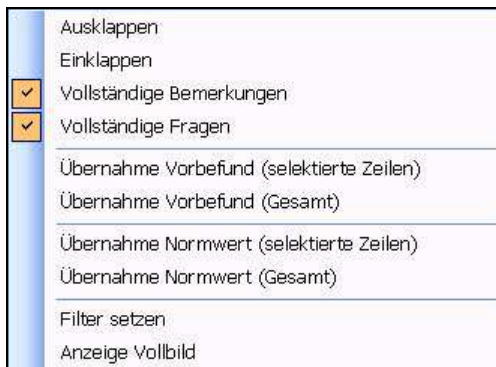 Ausklappen
Einklappen
Vollständige Bemerkungen
Vollständige Fragen
Übernahme Vorbefund (selektierte Zeilen)
Übernahme Vorbefund (Gesamt)
Übernahme Normwert (selektierte Zeilen)
Übernahme Normwert (Gesamt)
Filter setzen
Anzeige Vollbild